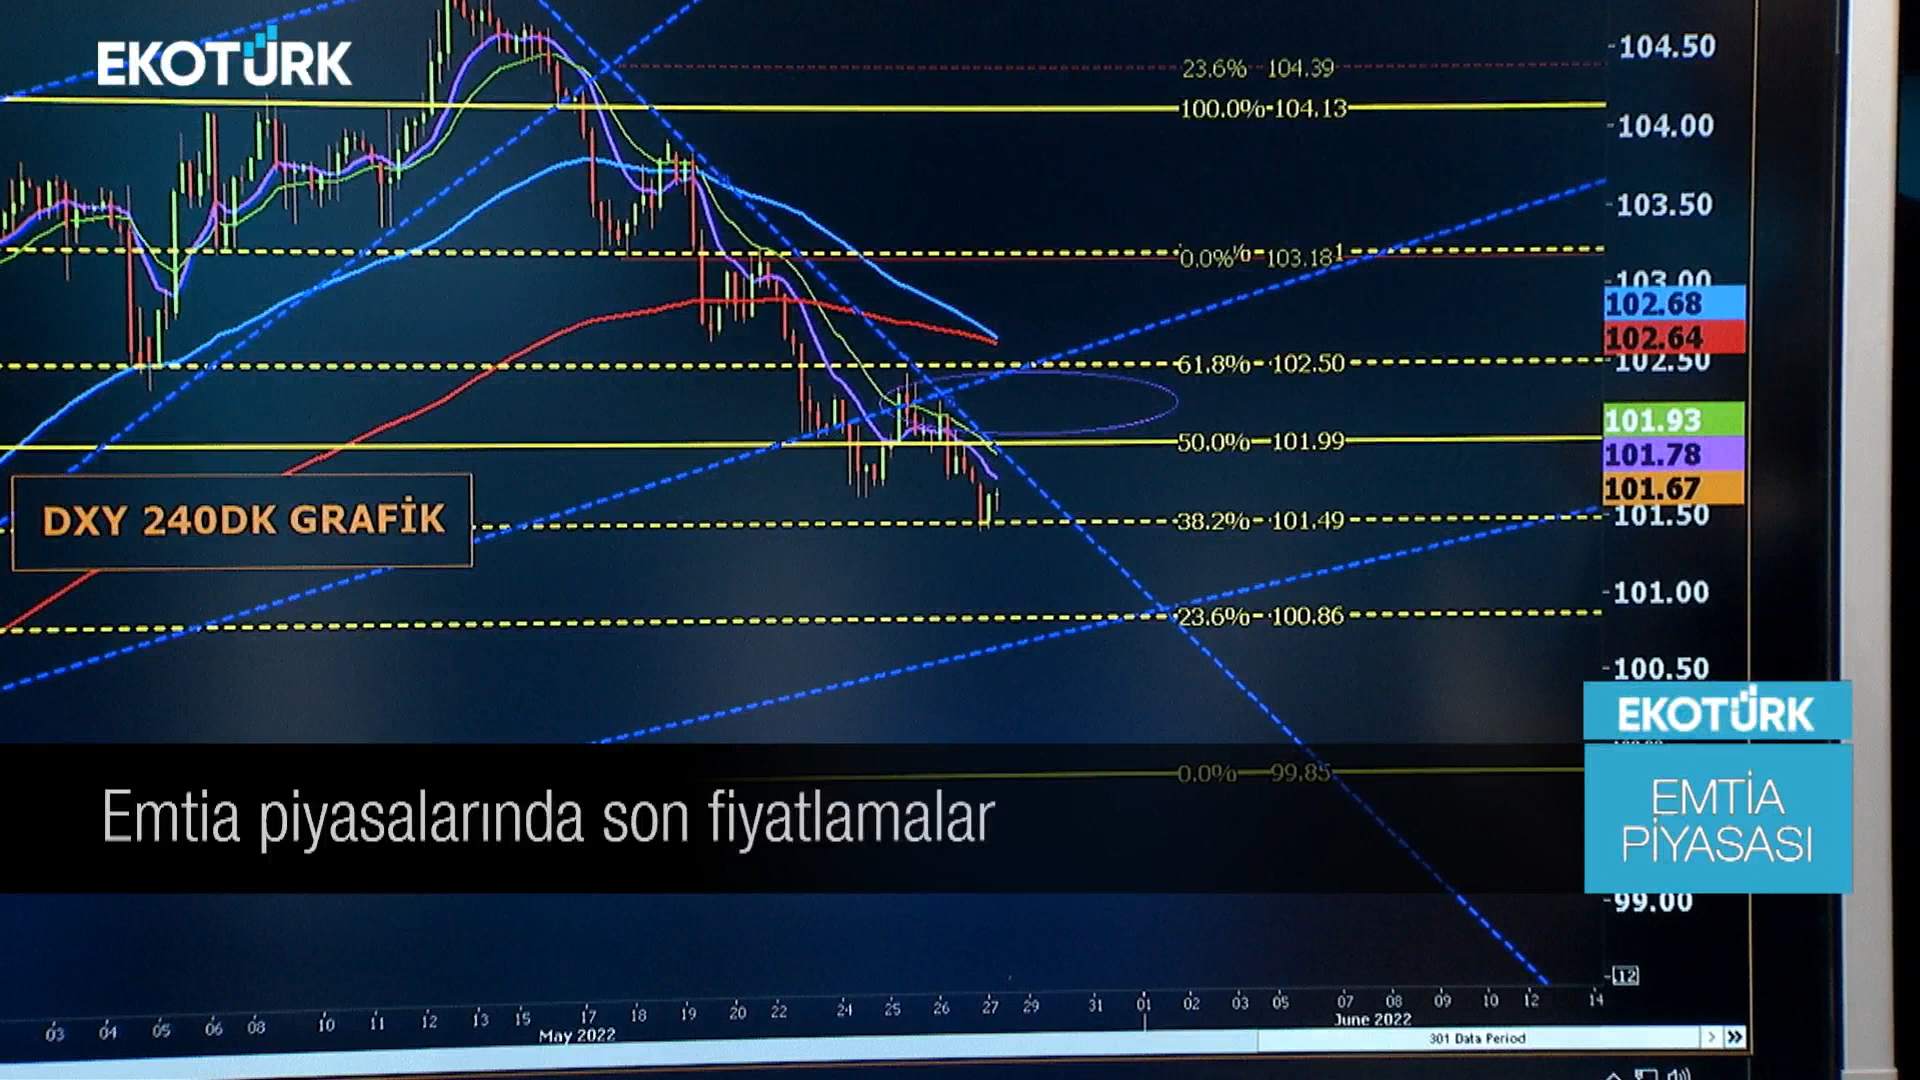 EKOTÜRK
23.6% 104.39
100.0% 104.13
0.0% 103.18
61.8% 102.50
50.0% 101.99
38.2% 101.49
23.6% 100.86
0.0% 99.85
104.50
104.00
103.50
103.00
102.68
102.64
102.50
101.93
101.78
101.67
101.50
101.00
100.50
99.00
DXY 240DK GRAFİK
EKOTÜRK
EMTİA
PİYASASI
Emtia piyasalarında son fiyatlamalar
12
03 04 05 06 08 10 11 12 13 15 17 18 19 20 22 24 25 26 27 29 31 01 02 03 05 07 08 09 10 12 14
May 2022 June 2022
301 Data Period